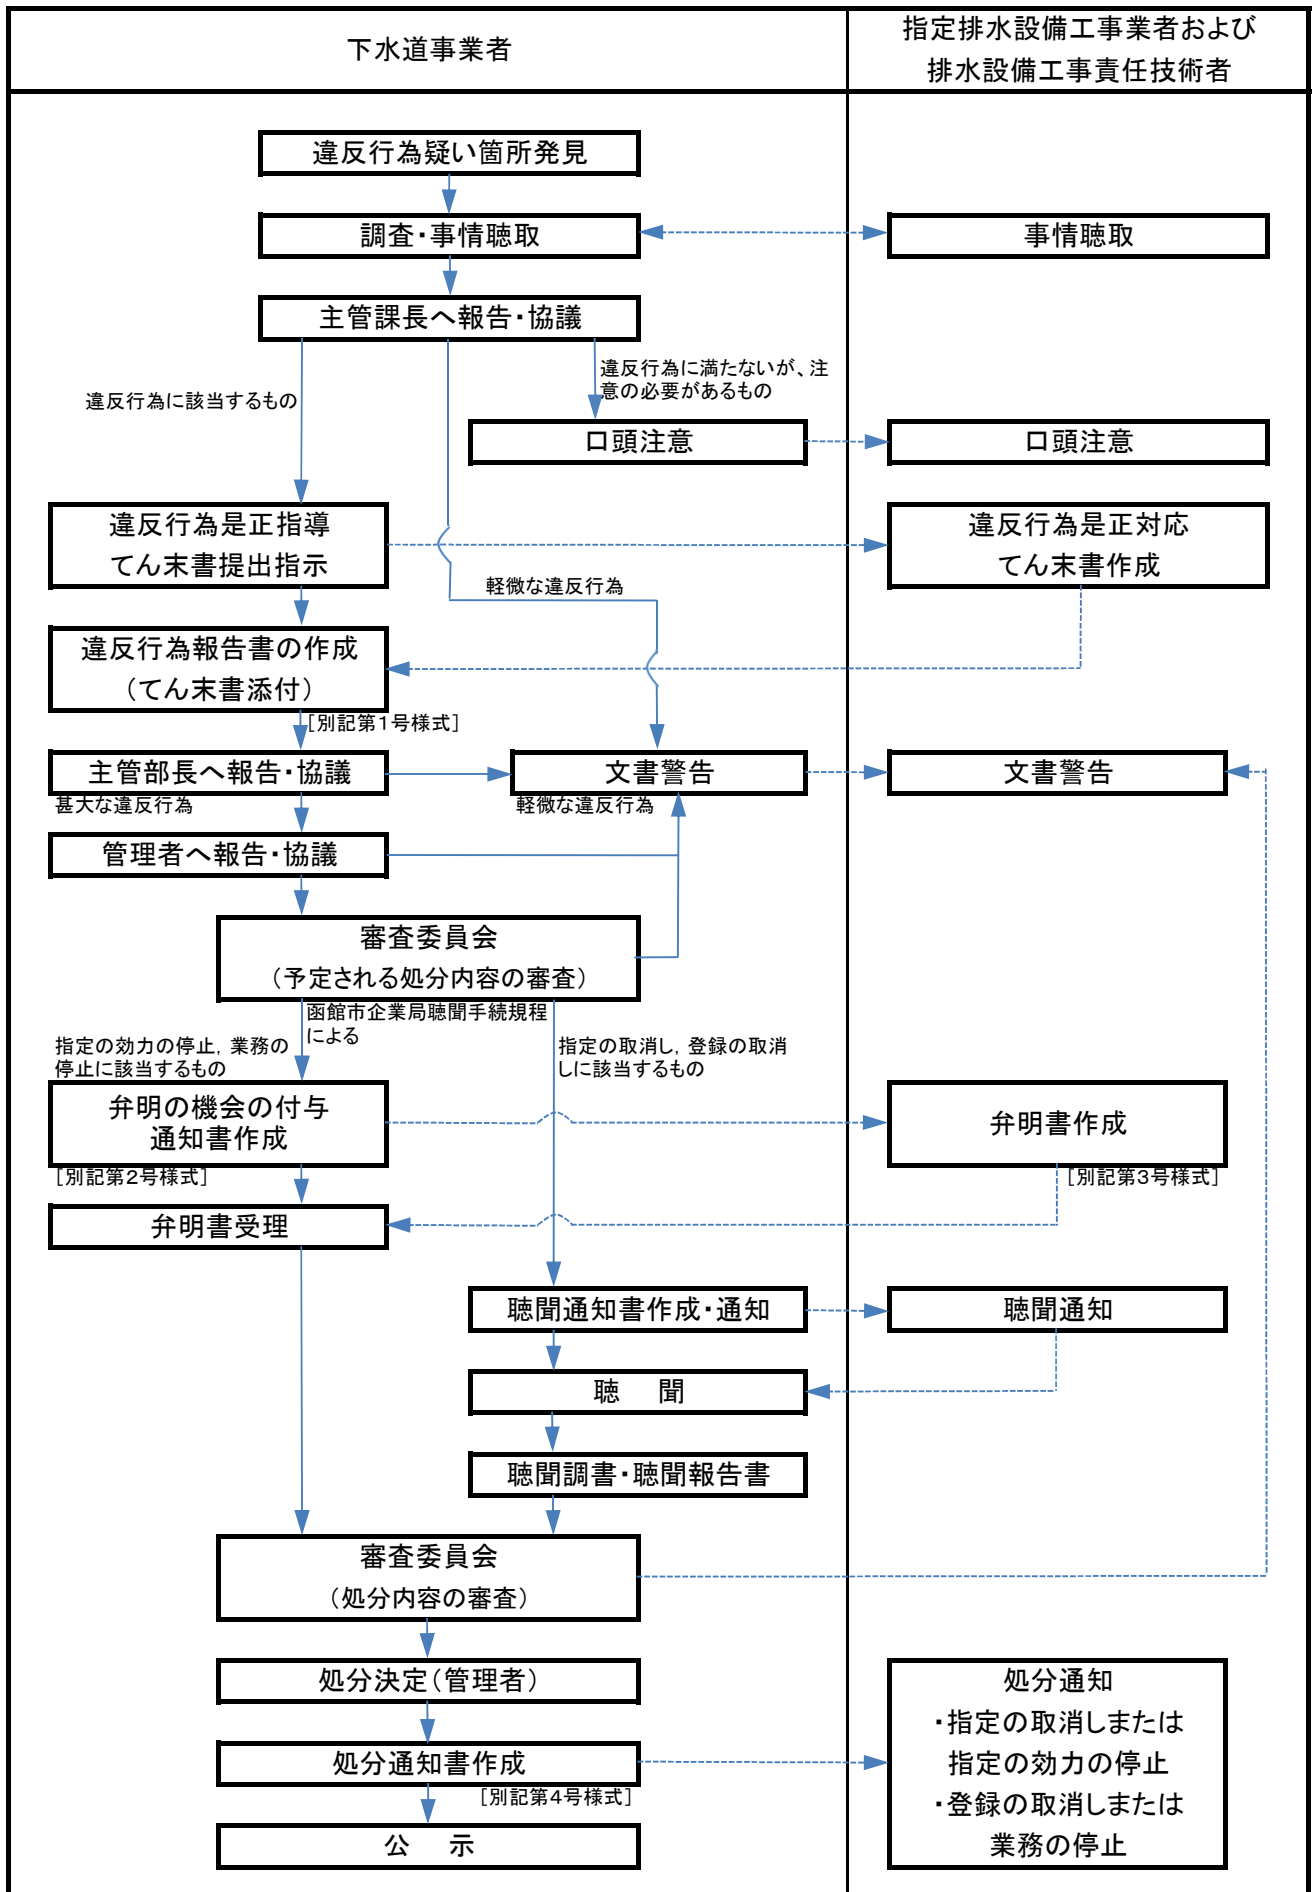 下水道事業者
指定排水設備工事業者および
排水設備工事責任技術者
違反行為疑い箇所発見
調査・事情聴取
事情聴取
主管課長へ報告・協議
違反行為に満たないが、注
意の必要があるもの
違反行為に該当するもの
口頭注意
口頭注意
違反行為是正指導
てん末書提出指示
違反行為是正対応
てん末書作成
軽微な違反行為
違反行為報告書の作成
（てん末書添付）
［別記第１号様式］
主管部長へ報告・協議
文書警告
文書警告
甚大な違反行為
軽微な違反行為
管理者へ報告・協議
審査委員会
（予定される処分内容の審査）
函館市企業局聴聞手続規程
による
指定の効力の停止，業務の
停止に該当するもの
指定の取消し，登録の取消
しに該当するもの
弁明の機会の付与
通知書作成
弁明書作成
［別記第２号様式］
［別記第３号様式］
弁明書受理
聴聞通知書作成・通知
聴聞通知
聴　聞
聴聞調書・聴聞報告書
審査委員会
（処分内容の審査）
処分決定（管理者）
処分通知書作成
［別記第４号様式］
公　示
処分通知
・指定の取消しまたは
指定の効力の停止
・登録の取消しまたは
業務の停止